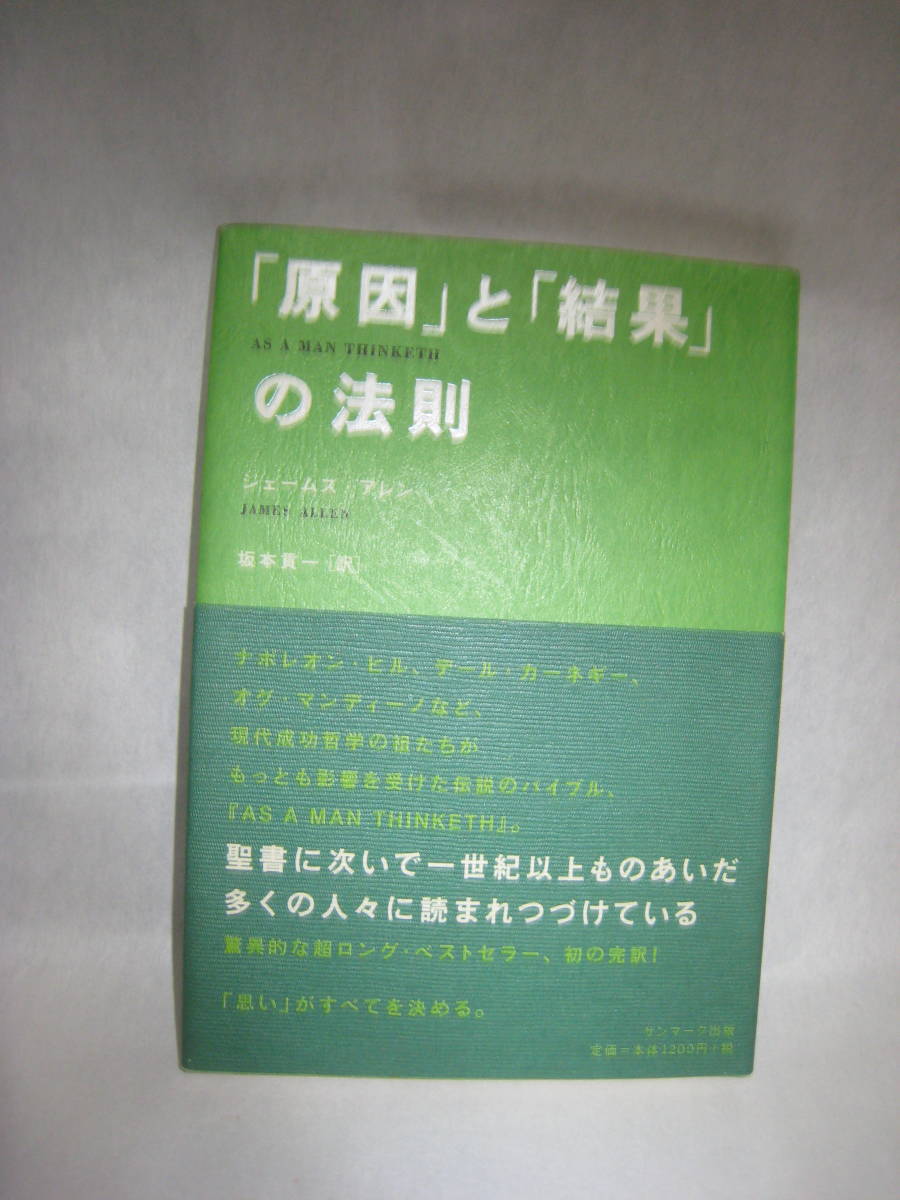 「原因」と「結果」
AS A MAN THINKETH
の法則
ジェームズ・アレン
JAMES ALLEN
坂本貢一[訳]
ナポレオン・ヒル、デール・カーネギー、
オグ・マンディーノなど、
現代成功哲学の祖たちが
もっとも影響を受けた伝説のバイブル、
『AS A MAN THINKETH』。
聖書に次いで一世紀以上ものあいだ
多くの人々に読まれつづけている
驚異的な超ロング・ベストセラー、初の完訳!
「思い」がすべてを決める。
サンマーク出版
定価=本体1200円+税